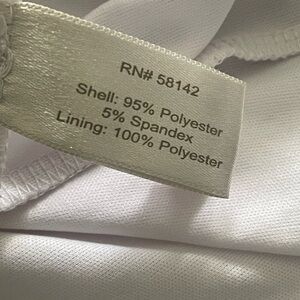 RN# 58142
Shell: 95% Polyester
5% Spandex
Lining: 100% Polyester